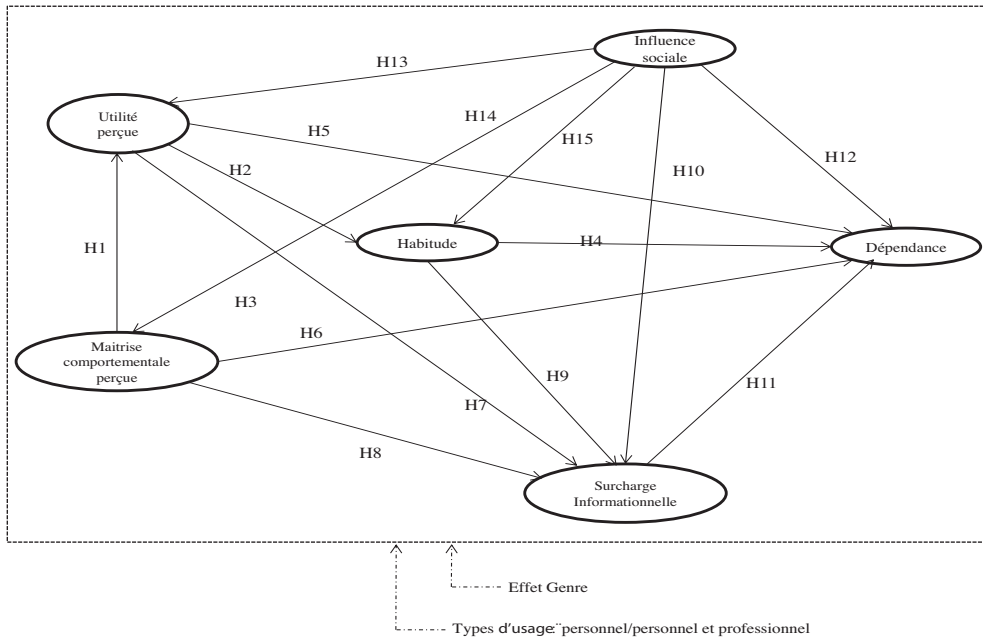 Influence
sociale
H13
Utilité
perçue
H14
H5
H15
H12
H2
H10
Habitude
H4
Dépendance
H1
H3
H6
Maitrise
comportementale
perçue
H9
H11
H7
H8
Surcharge
Informationnelle
Effet Genre
Types d'usage:¨personnel/personnel et professionnel